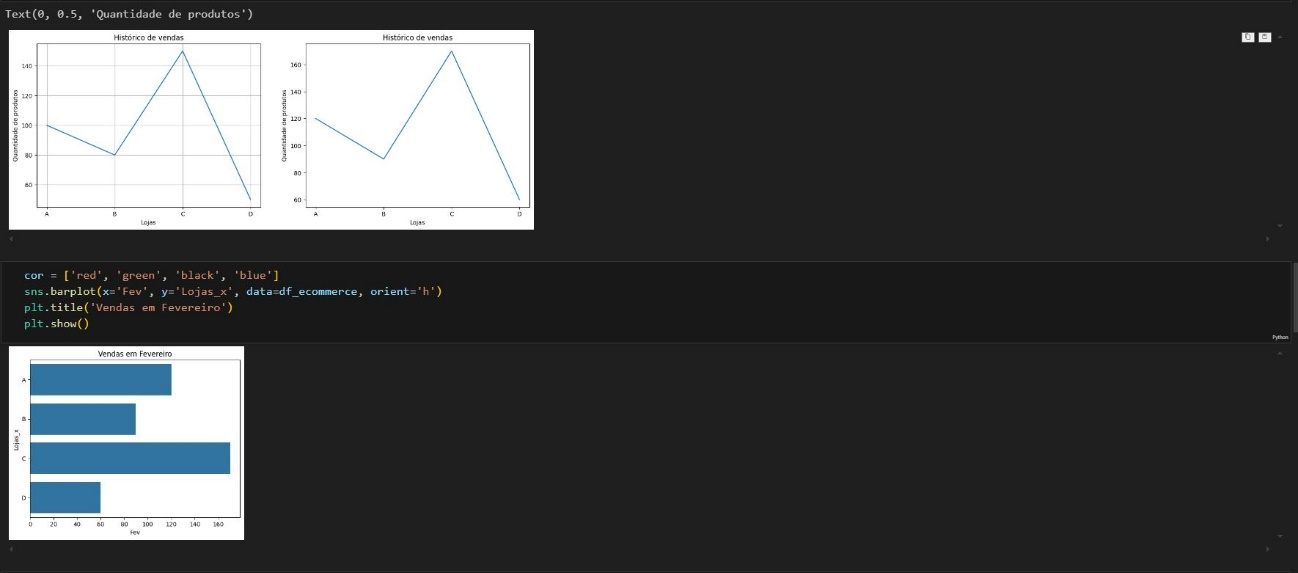 Text(0, 0.5, 'Quantidade de produtos')
Histórico de vendas
140
120
100
80
60
Quantidade de produtos
A B C D
Lojas
Histórico de vendas
160
140
120
100
80
60
Quantidade de produtos
A B C D
Lojas
cor = ['red', 'green', 'black', 'blue']
sns.barplot(x='Fev', y='Lojas_x', data=df_ecommerce, orient='h')
plt.title('Vendas em Fevereiro')
plt.show()
Python
Vendas em Fevereiro
A
B
C
D
Lojas_x
0 20 40 60 80 100 120 140 160
Fev